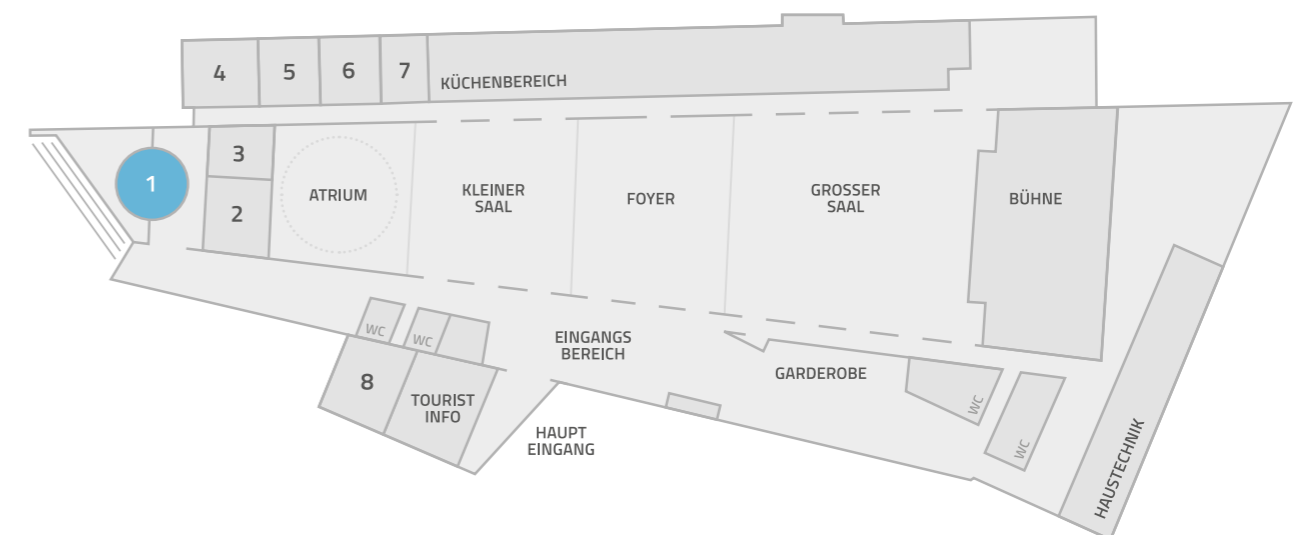 4
5
6
7
KÜCHENBEREICH
1
3
2
ATRIUM
KLEINER
SAAL
FOYER
GROSSER
SAAL
BÜHNE
WC
WC
EINGANGS
BEREICH
GARDEROBE
8
TOURIST
INFO
HAUPT
EINGANG
WC
WC
HAUSTECHNIK